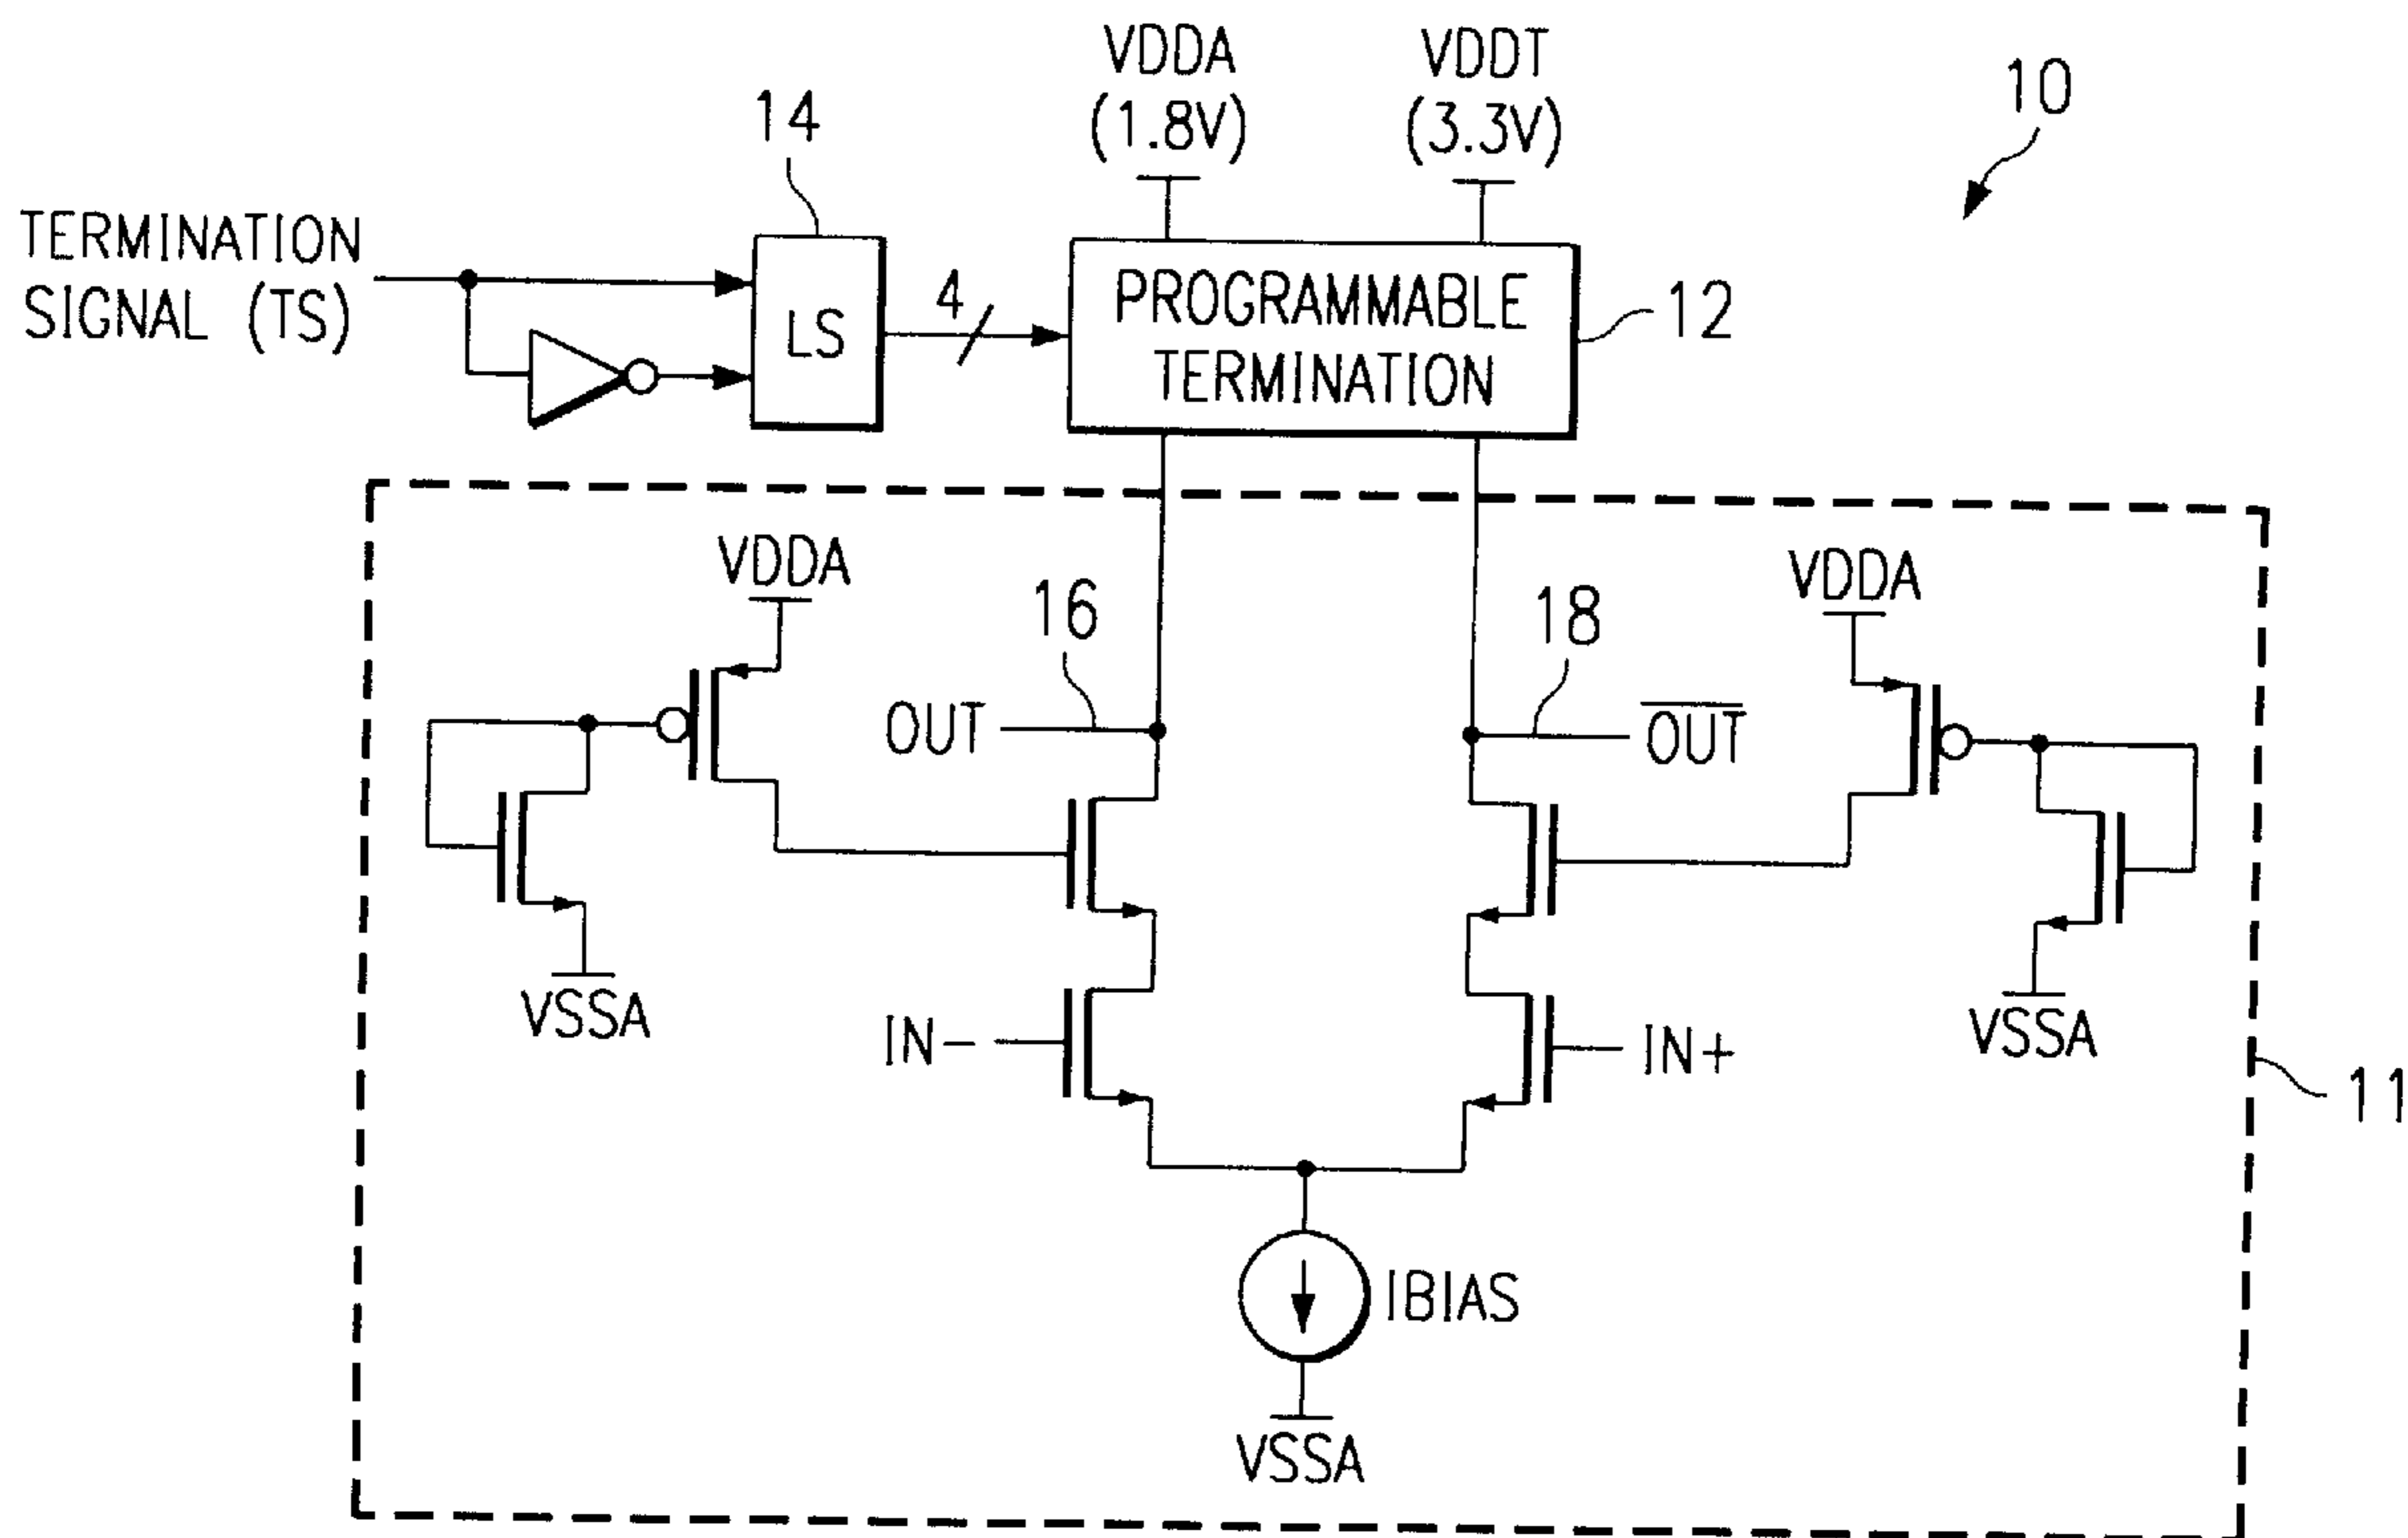 VDDA
(1.8V)
VDDT
(3.3V)
10
14
TERMINATION
SIGNAL (TS)
LS
4
PROGRAMMABLE
TERMINATION
12
VDDA
16
18
VDDA
OUT
OUT
VSSA
IN-
IN+
VSSA
11
IBIAS
VSSA